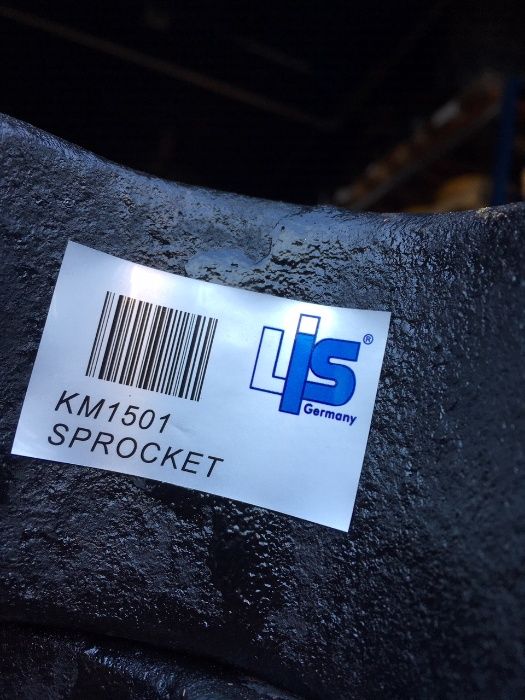 KM1501
SPROCKET
LIS®
Germany